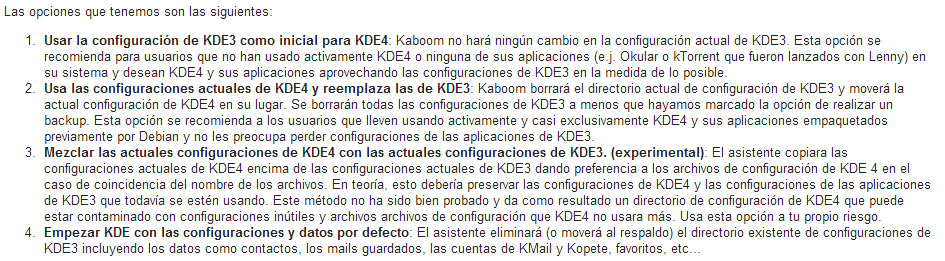 Las opciones que tenemos son las siguientes:
1. Usar la configuración de KDE3 como inicial para KDE4: Kaboom no hará ningún cambio en la configuración actual de KDE3. Esta opción se
recomienda para usuarios que no han usado activamente KDE4 o ninguna de sus aplicaciones (e.j. Okular o kTorrent que fueron lanzados con Lenny) en
su sistema y desean KDE4 y sus aplicaciones aprovechando las configuraciones de KDE3 en la medida de lo posible.
2. Usa las configuraciones actuales de KDE4 y reemplaza las de KDE3: Kaboom borrará el directorio actual de configuración de KDE3 y moverá la
actual configuración de KDE4 en su lugar. Se borrarán todas las configuraciones de KDE3 a menos que hayamos marcado la opción de realizar un
backup. Esta opción se recomienda a los usuarios que lleven usando activamente y casi exclusivamente KDE4 y sus aplicaciones empaquetados
previamente por Debian y no les preocupa perder configuraciones de las aplicaciones de KDE3.
3. Mezclar las actuales configuraciones de KDE4 con las actuales configuraciones de KDE3. (experimental): El asistente copiara las
configuraciones actuales de KDE4 encima de las configuraciones actuales de KDE3 dando preferencia a los archivos de configuración de KDE 4 en el
caso de coincidencia del nombre de los archivos. En teoría, esto debería preservar las configuraciones de KDE4 y las configuraciones de las aplicaciones
de KDE3 que todavía se estén usando. Este método no ha sido bien probado y da como resultado un directorio de configuración de KDE4 que puede
estar contaminado con configuraciones inútiles y archivos archivos de configuración que KDE4 no usara más. Usa esta opción a tu propio riesgo.
4. Empezar KDE con las configuraciones y datos por defecto: El asistente eliminará (o moverá al respaldo) el directorio existente de configuraciones de
KDE3 incluyendo los datos como contactos, los mails guardados, las cuentas de KMail y Kopete, favoritos, etc...